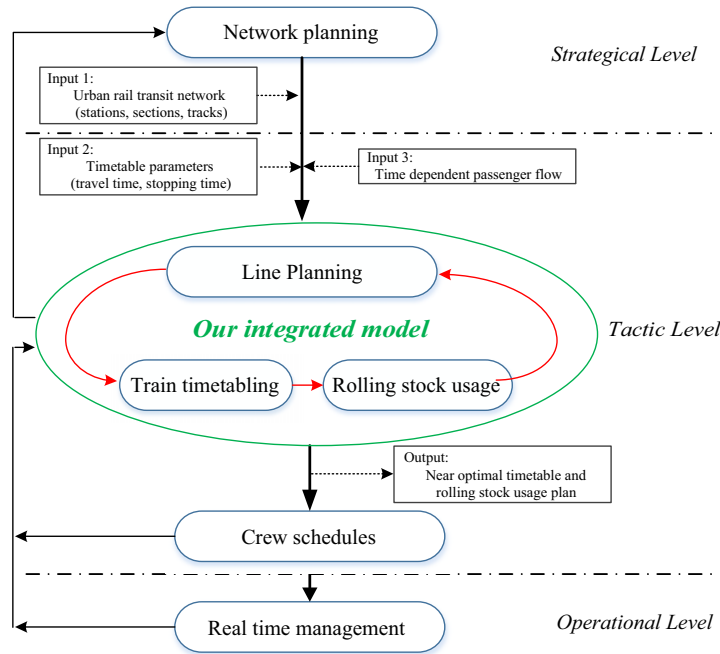 Network planning
Strategical Level
Input 1:
Urban rail transit network
(stations, sections, tracks)
Input 2:
Timetable parameters
(travel time, stopping time)
Input 3:
Time dependent passenger flow
Line Planning
Our integrated model
Tactic Level
Train timetabling
Rolling stock usage
Output:
Near optimal timetable and
rolling stock usage plan
Crew schedules
Real time management
Operational Level